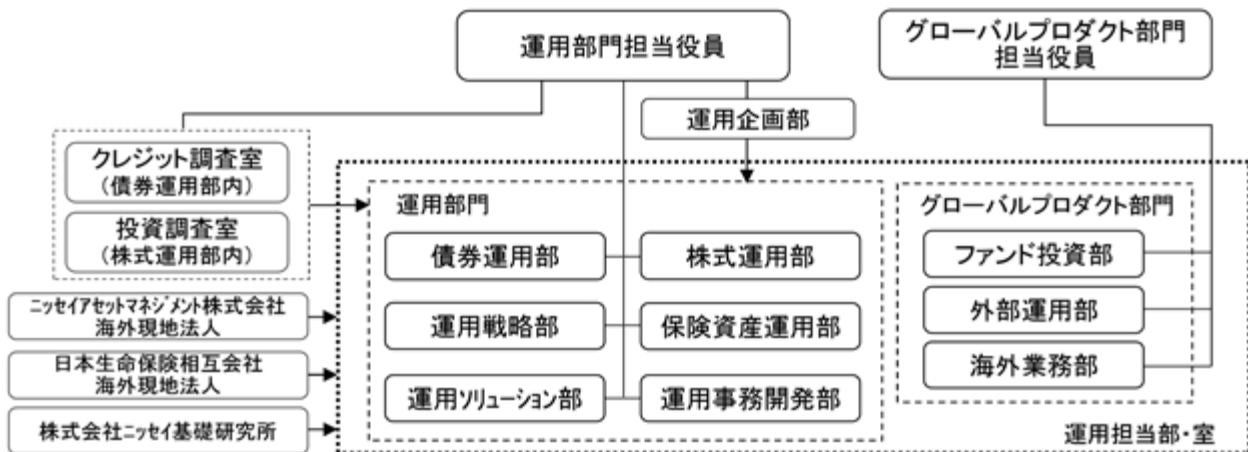 運用部門担当役員
グローバルプロダクト部門
担当役員
運用企画部
クレジット調査室
(債券運用部内)
投資調査室
(株式運用部内)
ニッセイアセットマネジメント株式会社
海外現地法人
日本生命保険相互会社
海外現地法人
株式会社ニッセイ基礎研究所
運用部門
債券運用部
株式運用部
運用戦略部
保険資産運用部
運用ソリューション部
運用事務開発部
グローバルプロダクト部門
ファンド投資部
外部運用部
海外業務部
運用担当部・室